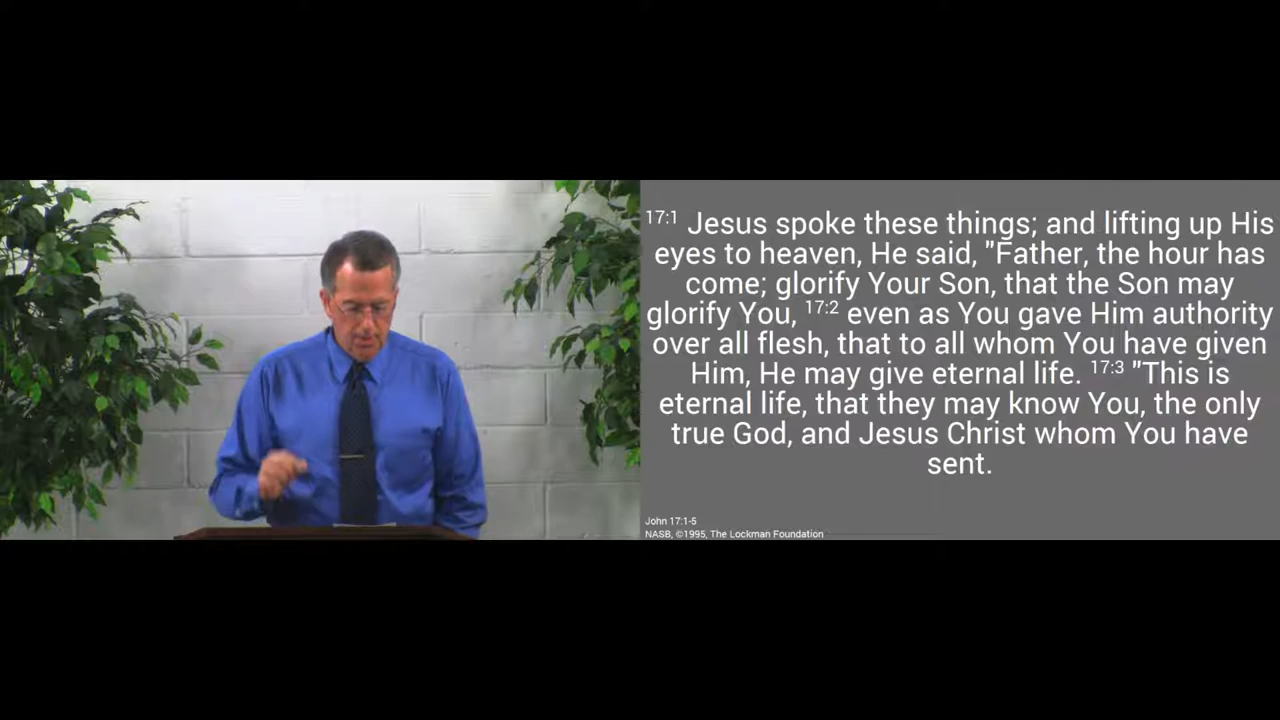 17:1 Jesus spoke these things; and lifting up His
eyes to heaven, He said, "Father, the hour has
come; glorify Your Son, that the Son may
glorify You, 17:2 even as You gave Him authority
over all flesh, that to all whom You have given
Him, He may give eternal life. 17:3 "This is
eternal life, that they may know You, the only
true God, and Jesus Christ whom You have
sent.
John 17:1-5
NASB, ©1995, The Lockman Foundation